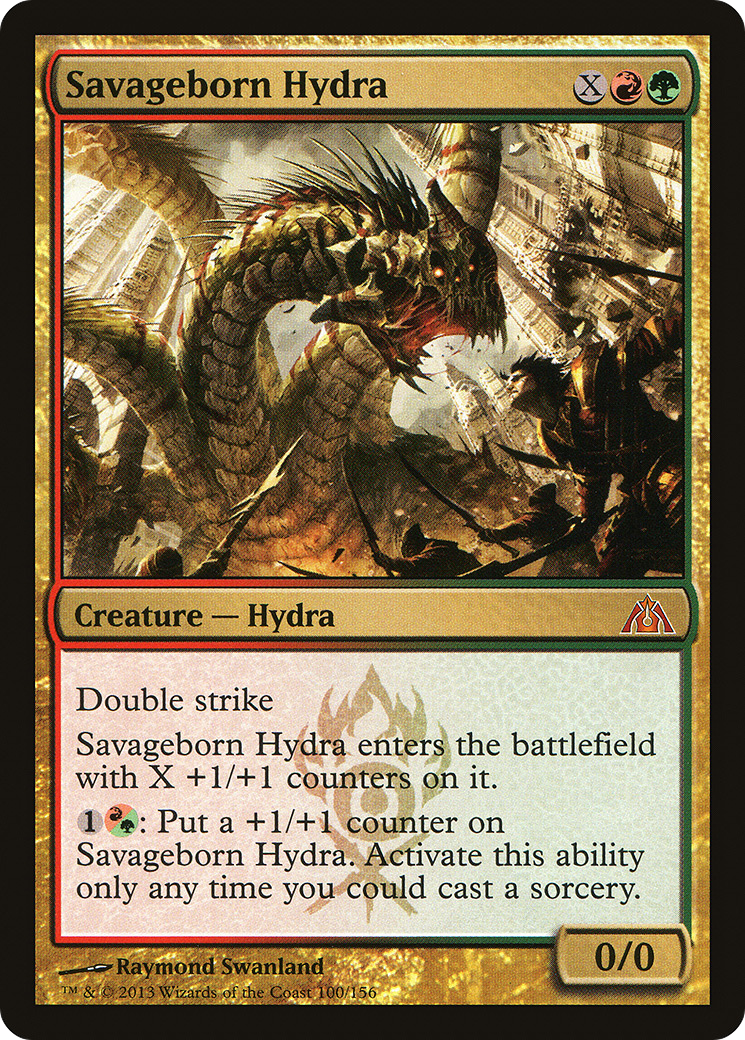 Savageborn Hydra X
Creature — Hydra
Double strike
Savageborn Hydra enters the battlefield
with X +1/+1 counters on it.
1: Put a +1/+1 counter on
Savageborn Hydra. Activate this ability
only any time you could cast a sorcery.
0/0
Raymond Swanland
™ & © 2013 Wizards of the Coast 100/156